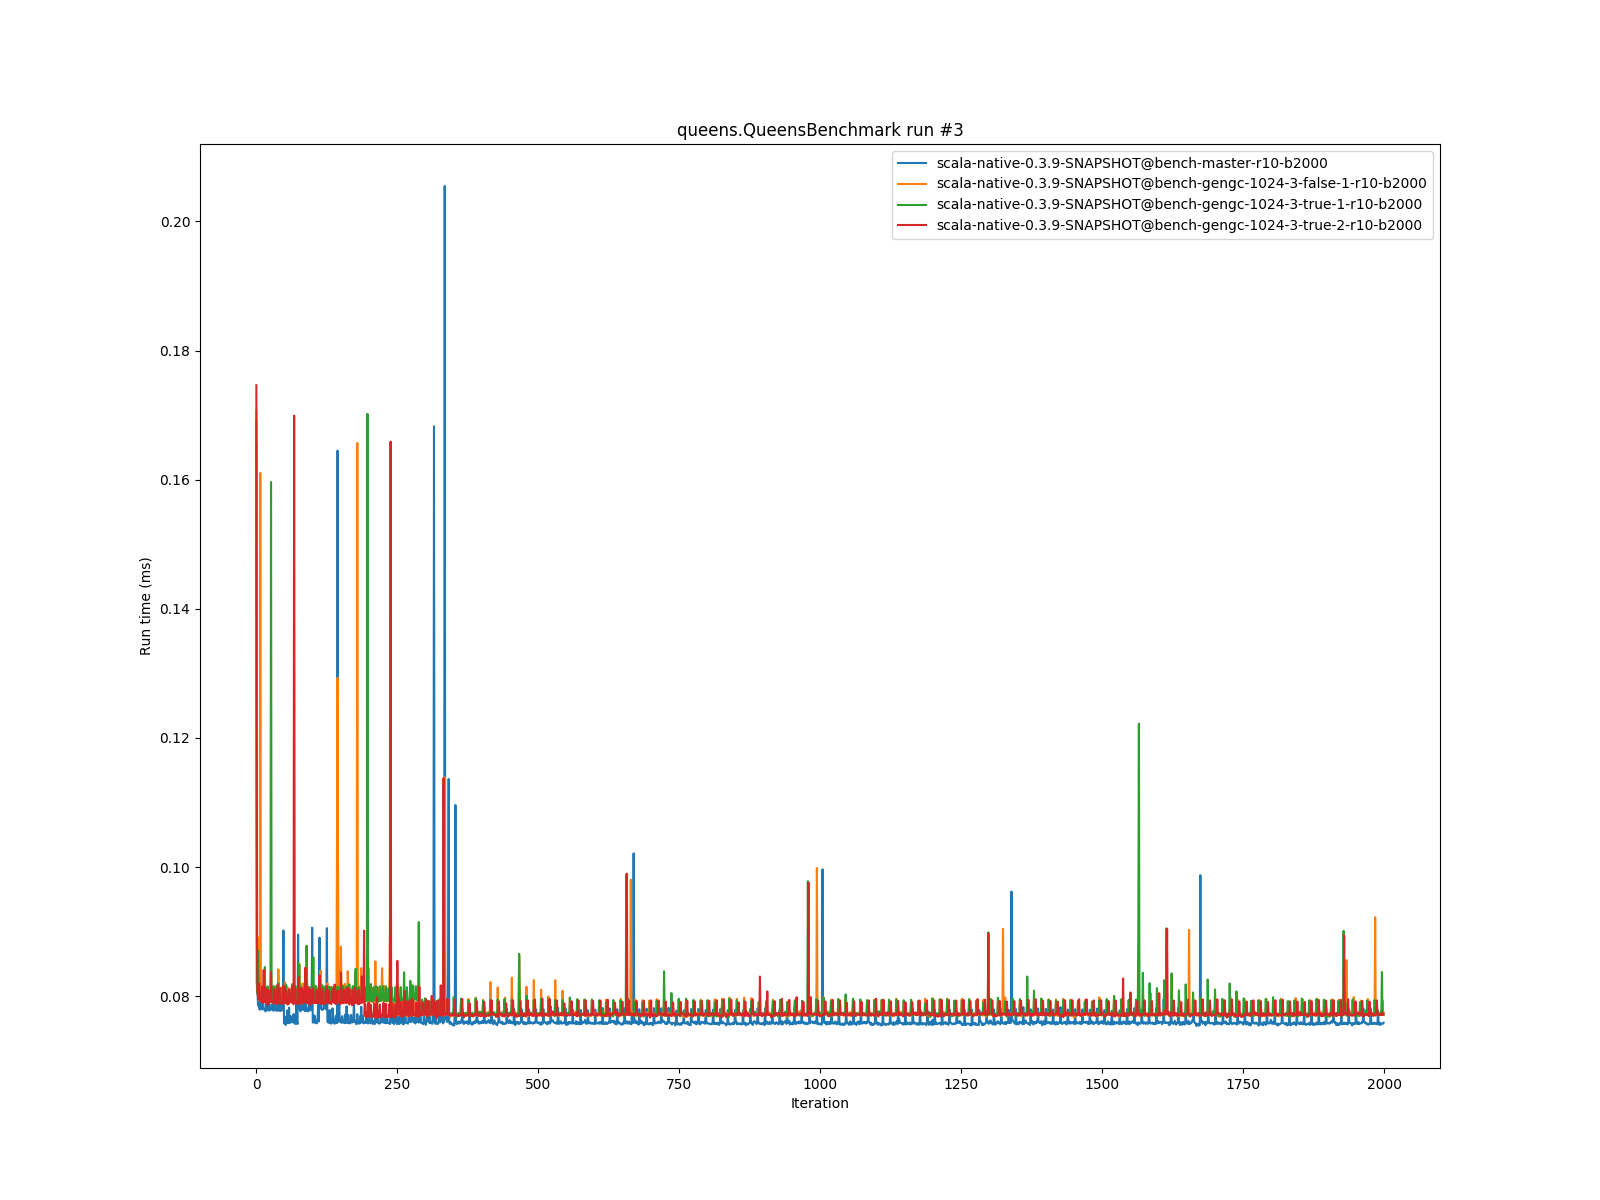 queens.QueensBenchmark run #3
scala-native-0.3.9-SNAPSHOT@bench-master-r10-b2000
scala-native-0.3.9-SNAPSHOT@bench-gengc-1024-3-false-1-r10-b2000
scala-native-0.3.9-SNAPSHOT@bench-gengc-1024-3-true-1-r10-b2000
scala-native-0.3.9-SNAPSHOT@bench-gengc-1024-3-true-2-r10-b2000
Run time (ms)
0.20
0.18
0.16
0.14
0.12
0.10
0.08
0 250 500 750 1000 1250 1500 1750 2000
Iteration